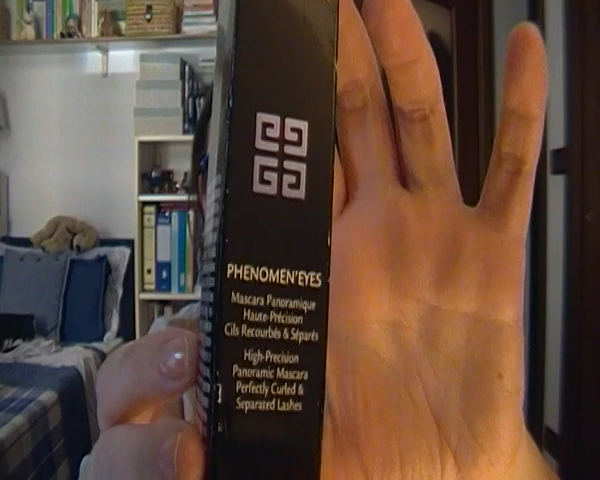 PHENOMEN'EYES
Mascara Panoramique
Haute-Précision
Cils Recourbés & Séparés
High-Precision
Panoramic Mascara
Perfectly Curled &
Separated Lashes